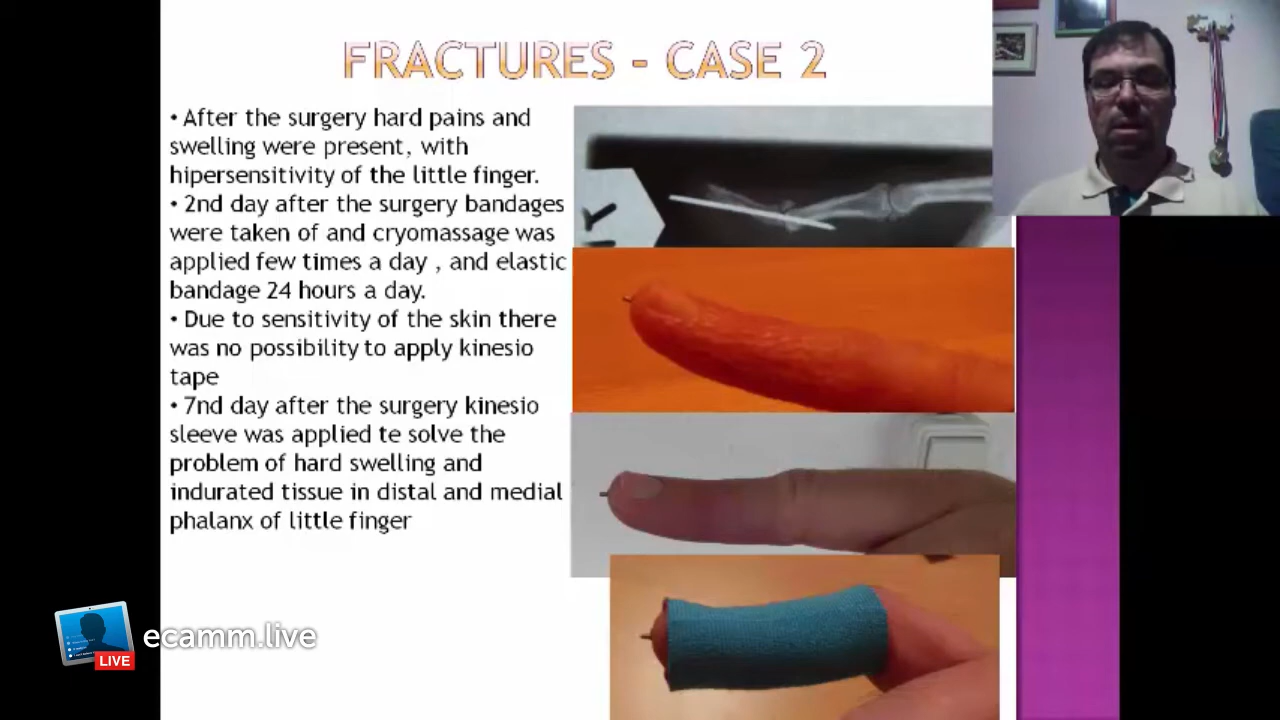 FRACTURES - CASE 2
• After the surgery hard pains and
swelling were present, with
hipersensitivity of the little finger.
• 2nd day after the surgery bandages
were taken of and cryomassage was
applied few times a day , and elastic
bandage 24 hours a day.
• Due to sensitivity of the skin there
was no possibility to apply kinesio
tape
• 7nd day after the surgery kinesio
sleeve was applied te solve the
problem of hard swelling and
indurated tissue in distal and medial
phalanx of little finger
ecamm.live
LIVE